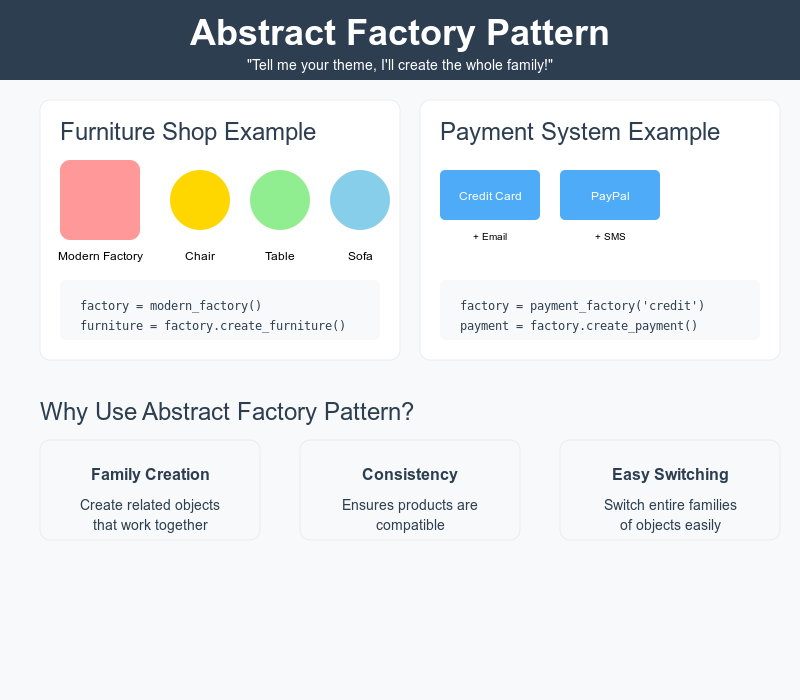 Abstract Factory Pattern
"Tell me your theme, I'll create the whole family!"
Furniture Shop Example
Modern Factory
Chair
Table
Sofa
factory = modern_factory()
furniture = factory.create_furniture()
Payment System Example
Credit Card
PayPal
+ Email
+ SMS
factory = payment_factory('credit')
payment = factory.create_payment()
Why Use Abstract Factory Pattern?
Family Creation
Create related objects
that work together
Consistency
Ensures products are
compatible
Easy Switching
Switch entire families
of objects easily